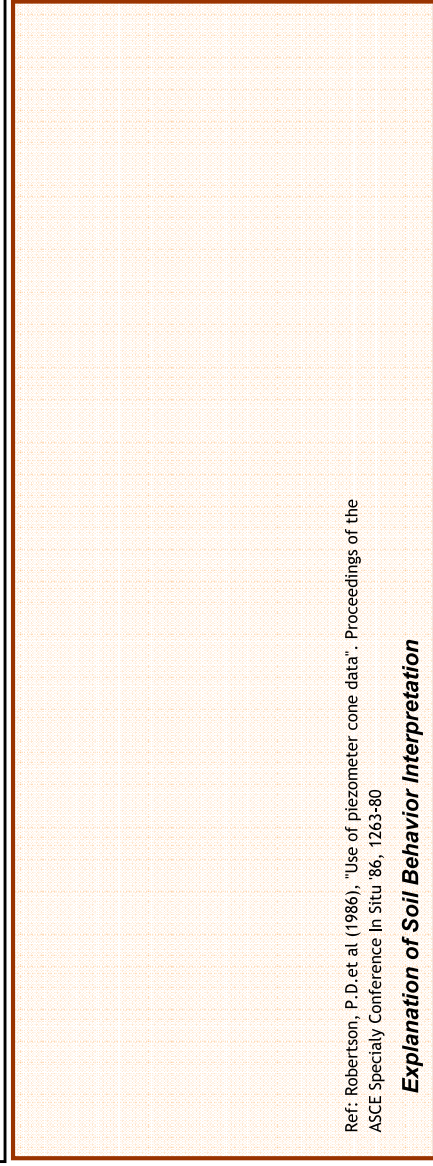 Ref: Robertson, P.D.et al (1986), "Use of piezometer cone data". Proceedings of the
ASCE Specialy Conference In Situ '86, 1263-80
Explanation of Soil Behavior Interpretation